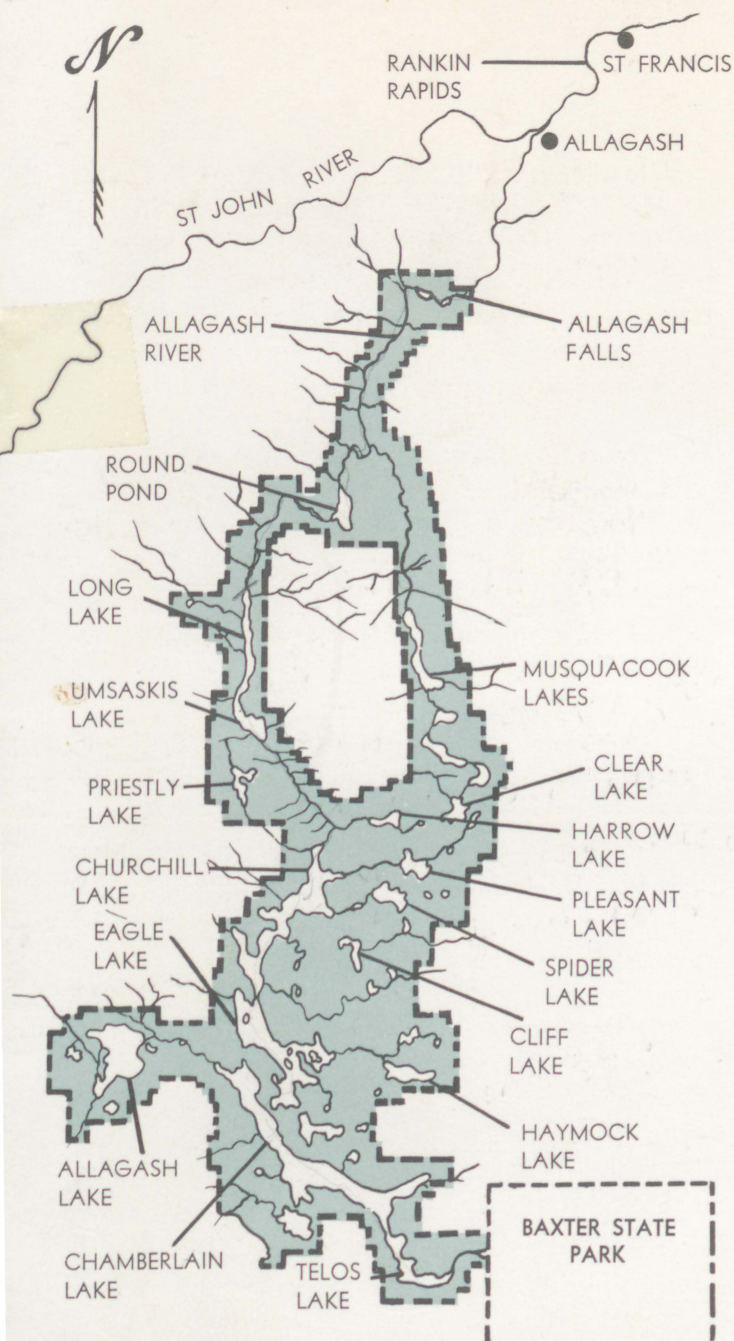 N
RANKIN
RAPIDS
ST FRANCIS
ALLAGASH
ST JOHN RIVER
ALLAGASH
RIVER
ALLAGASH
FALLS
ROUND
POND
LONG
LAKE
MUSQUACOOK
LAKES
UMSASKIS
LAKE
CLEAR
LAKE
PRIESTLY
LAKE
HARROW
LAKE
CHURCHILL
LAKE
PLEASANT
LAKE
EAGLE
LAKE
SPIDER
LAKE
CLIFF
LAKE
HAYMOCK
LAKE
ALLAGASH
LAKE
BAXTER STATE
PARK
CHAMBERLAIN
LAKE
TELOS
LAKE